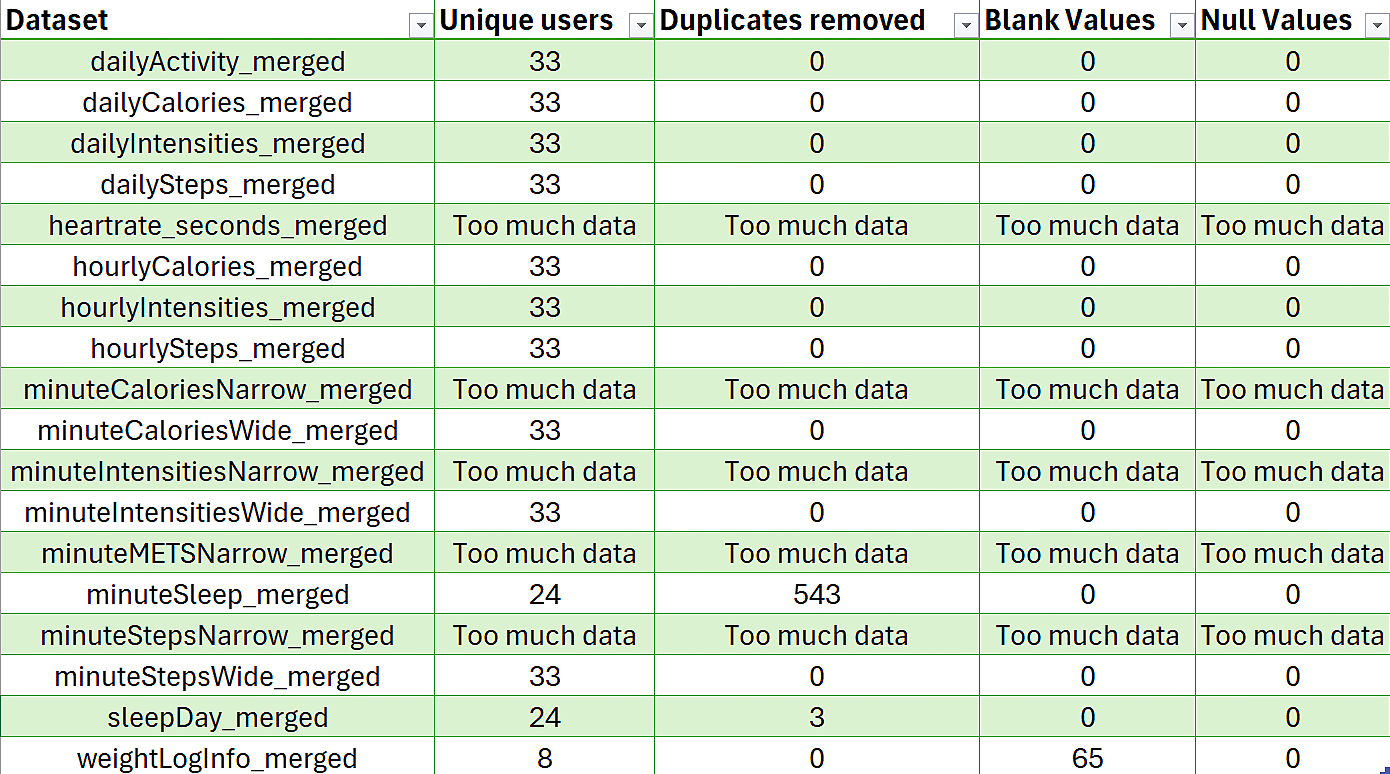 Dataset Unique users Duplicates removed Blank Values Null Values
dailyActivity_merged 33 0 0 0
dailyCalories_merged 33 0 0 0
dailyIntensities_merged 33 0 0 0
dailySteps_merged 33 0 0 0
heartrate_seconds_merged Too much data Too much data Too much data Too much data
hourlyCalories_merged 33 0 0 0
hourlyIntensities_merged 33 0 0 0
hourlySteps_merged 33 0 0 0
minuteCaloriesNarrow_merged Too much data Too much data Too much data Too much data
minuteCaloriesWide_merged 33 0 0 0
minuteIntensitiesNarrow_merged Too much data Too much data Too much data Too much data
minuteIntensitiesWide_merged 33 0 0 0
minuteMETSNarrow_merged Too much data Too much data Too much data Too much data
minuteSleep_merged 24 543 0 0
minuteStepsNarrow_merged Too much data Too much data Too much data Too much data
minuteStepsWide_merged 33 0 0 0
sleepDay_merged 24 3 0 0
weightLogInfo_merged 8 0 65 0